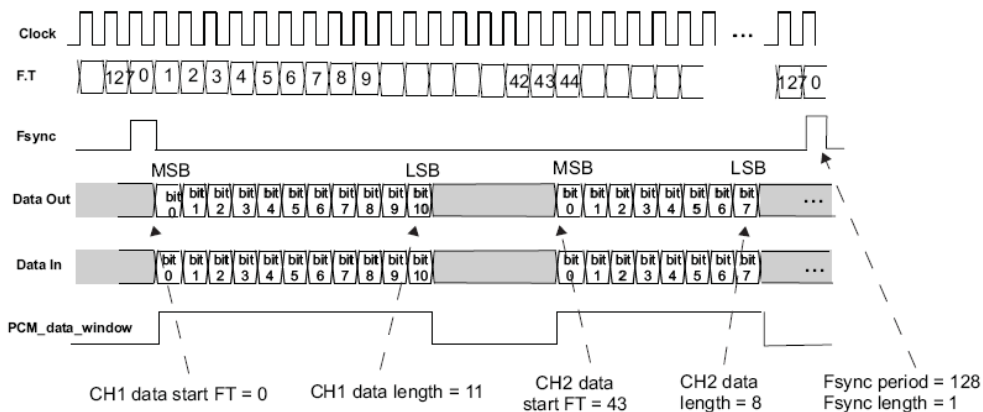 Clock ...
F.T 127 0 1 2 3 4 5 6 7 8 9 42 43 44 127 0
Fsync
MSB LSB MSB LSB
Data Out bit 0 bit 1 bit 2 bit 3 bit 4 bit 5 bit 6 bit 7 bit 8 bit 9 bit 10 bit 0 bit 1 bit 2 bit 3 bit 4 bit 5 bit 6 bit 7 ...
Data In bit 0 bit 1 bit 2 bit 3 bit 4 bit 5 bit 6 bit 7 bit 8 bit 9 bit 10 bit 0 bit 1 bit 2 bit 3 bit 4 bit 5 bit 6 bit 7 ...
PCM_data_window
CH1 data start FT = 0
CH1 data length = 11
CH2 data
start FT = 43
CH2 data
length = 8
Fsync period = 128
Fsync length = 1